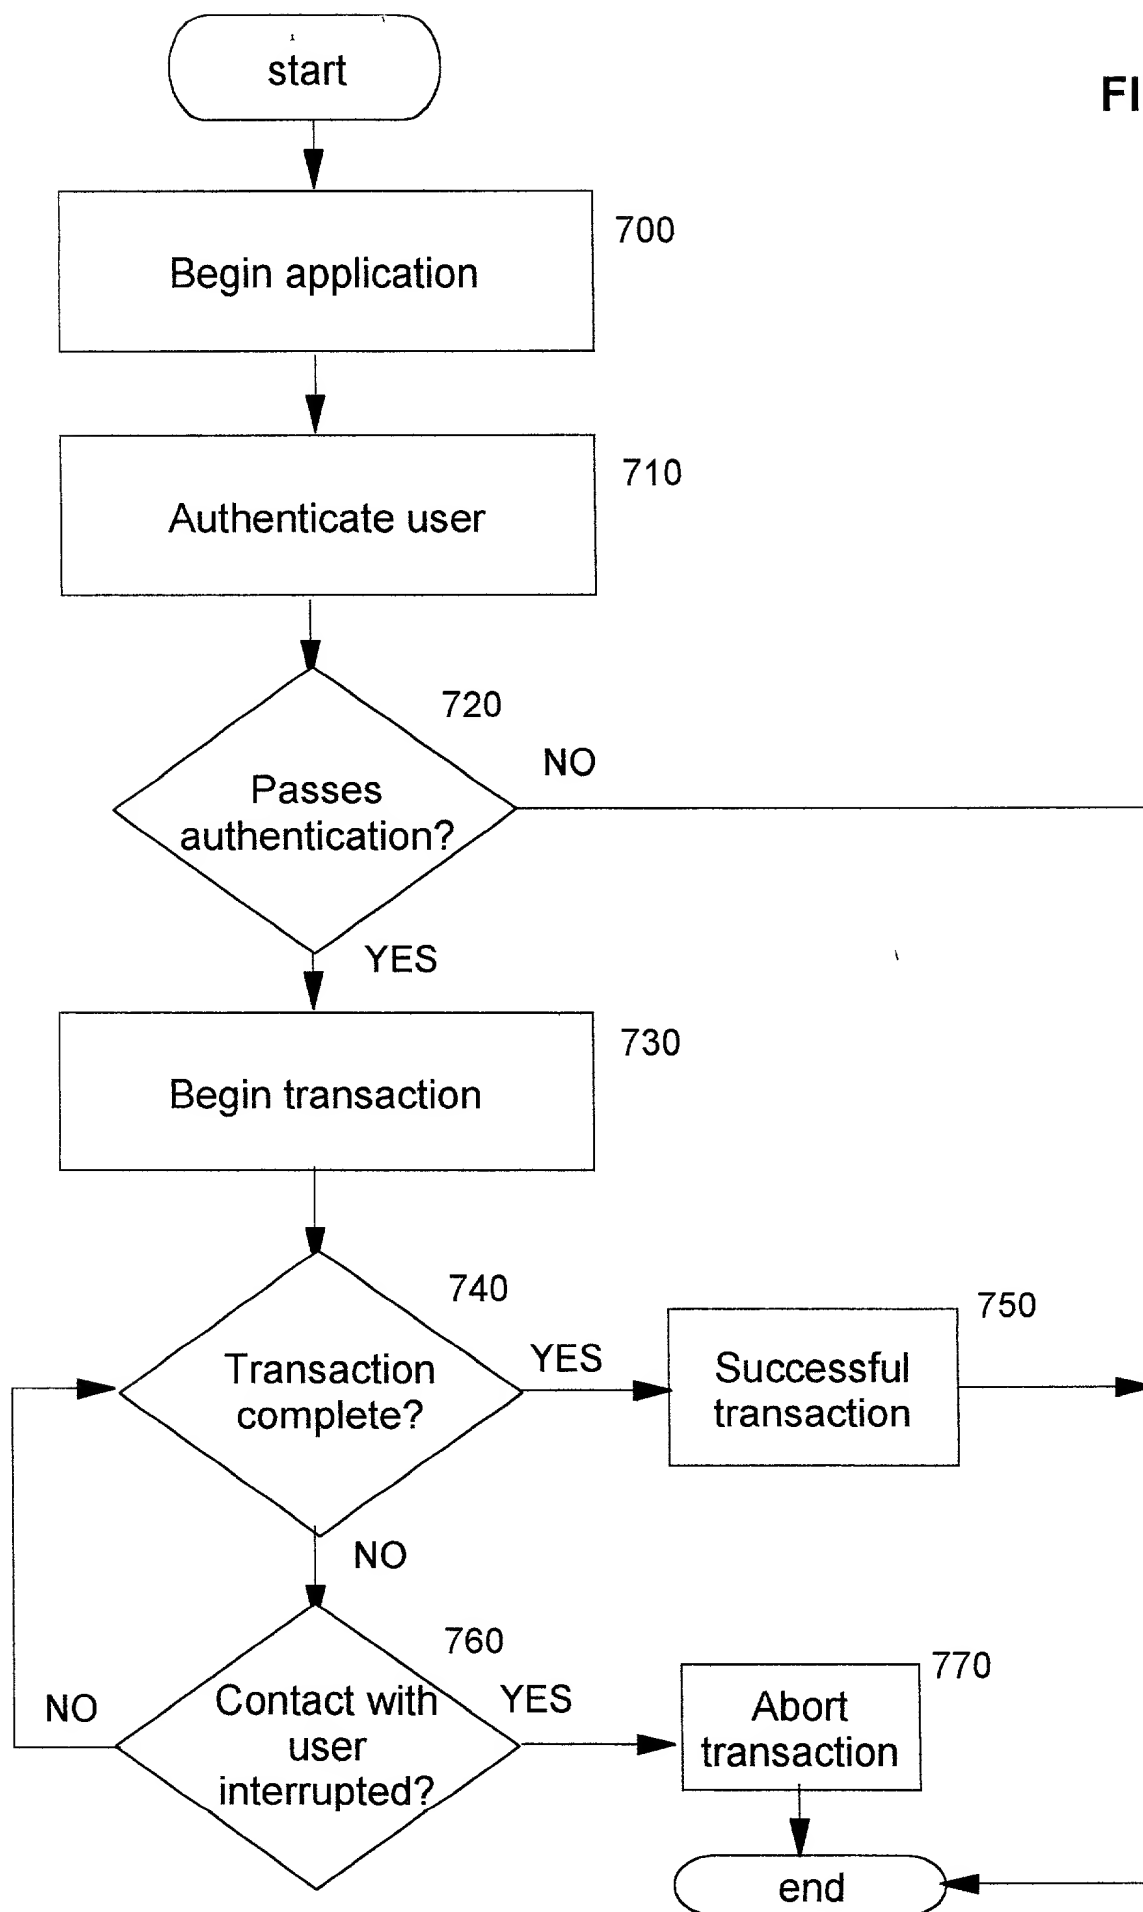 start
FI
700
Begin application
710
Authenticate user
720
NO
Passes
authentication?
YES
730
Begin transaction
740
750
YES
Transaction
complete?
Successful
transaction
NO
760
770
NO
YES
Contact with
user
interrupted?
Abort
transaction
end